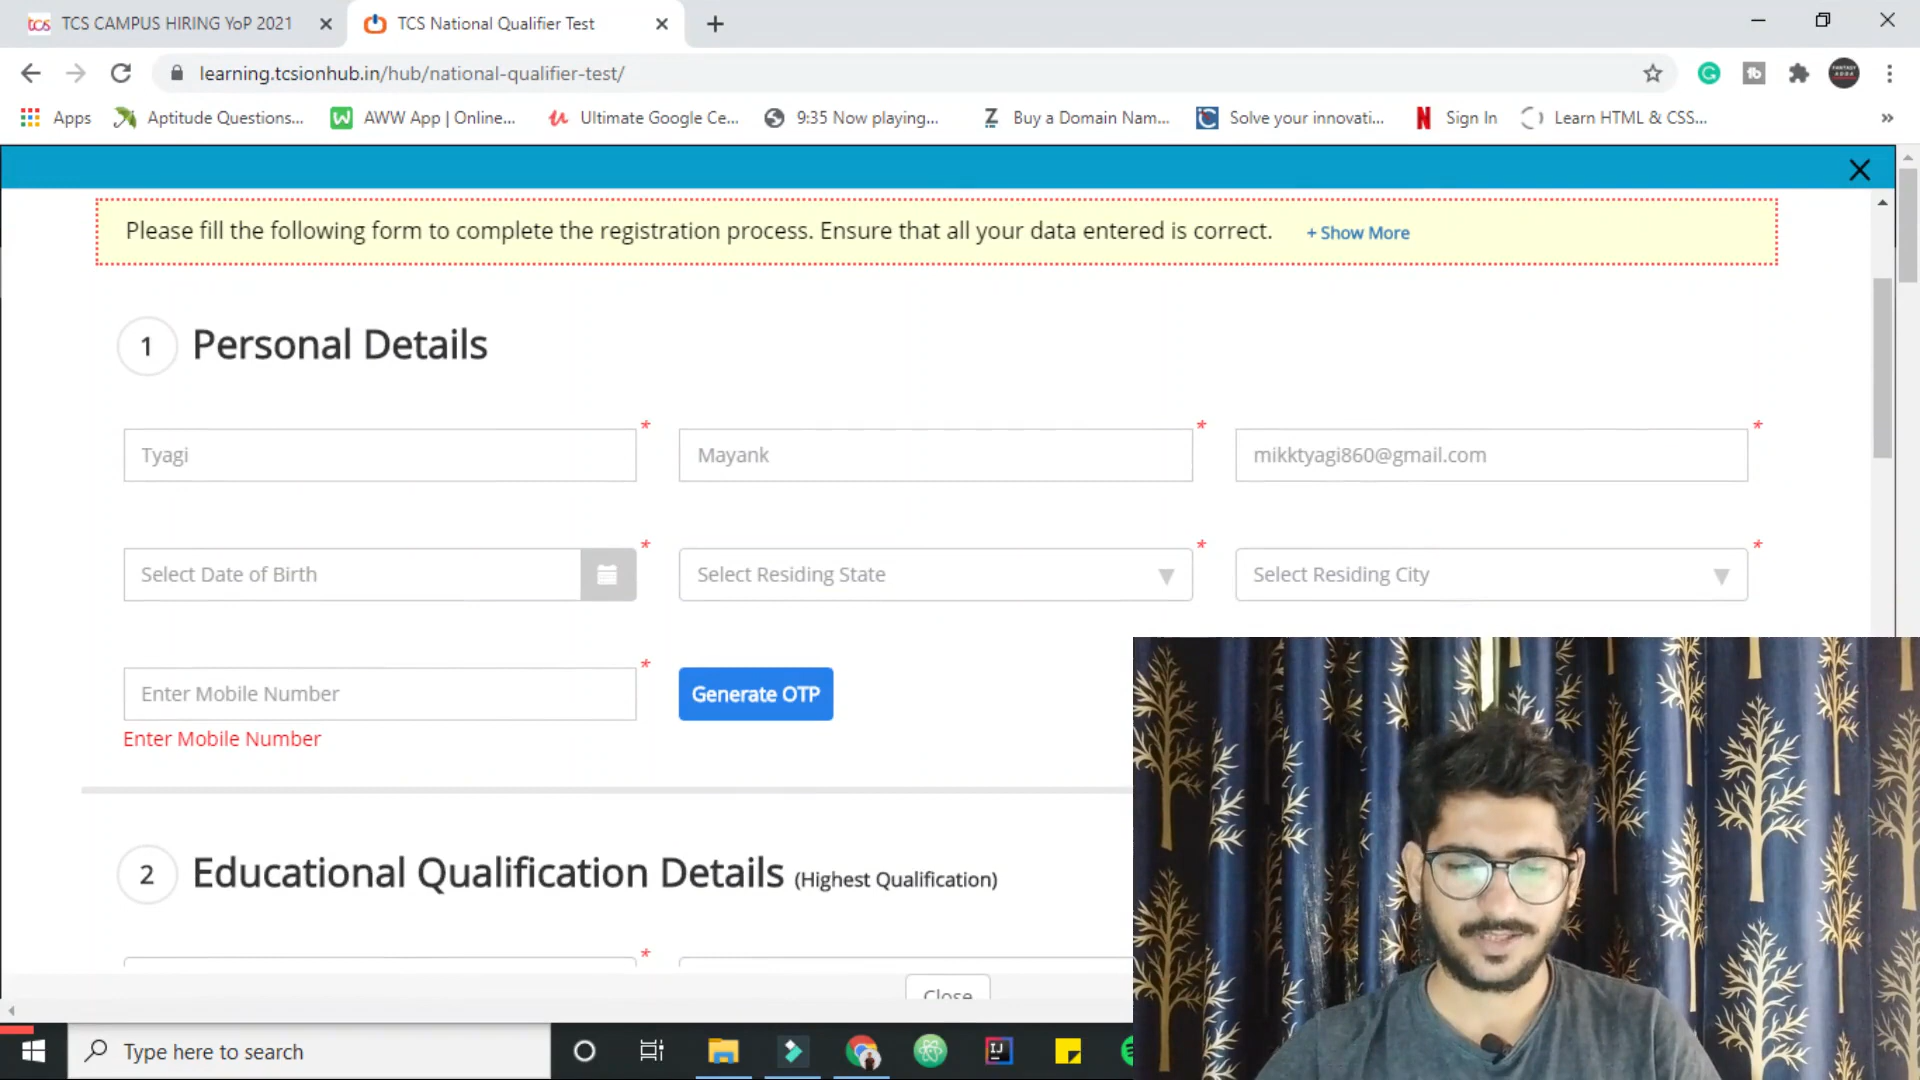 tcs TCS CAMPUS HIRING YoP 2021
TCS National Qualifier Test
learning.tcsionhub.in/hub/national-qualifier-test/
Apps
Aptitude Questions...
AWW App | Online...
Ultimate Google Ce...
9:35 Now playing...
Buy a Domain Nam...
Solve your innovati...
Sign In
Learn HTML & CSS...
»
Please fill the following form to complete the registration process. Ensure that all your data entered is correct. + Show More
1 Personal Details
Tyagi *
Mayank *
mikktyagi860@gmail.com *
Select Date of Birth *
Select Residing State *
Select Residing City *
Enter Mobile Number *
Generate OTP
Enter Mobile Number
2 Educational Qualification Details (Highest Qualification)
*
Close
Type here to search